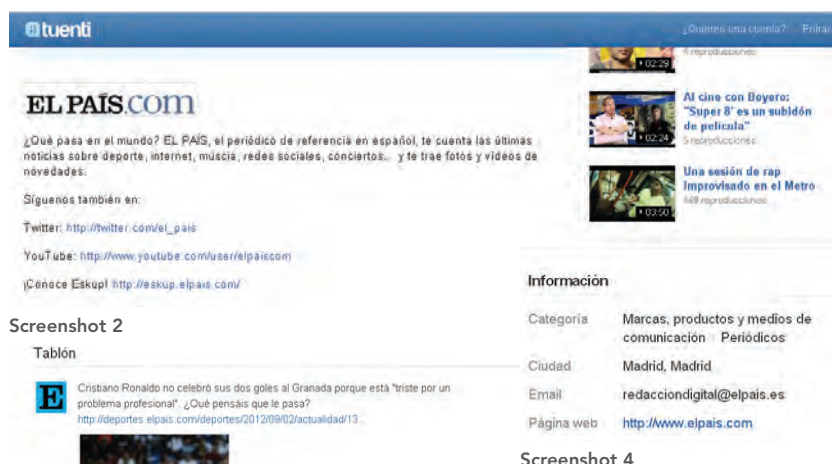 tuenti
¿Quieres una cuenta? Entrar
EL PAÍS.COM
¿Qué pasa en el mundo? EL PAÍS, el periódico de referencia en español, te cuenta las últimas
noticias sobre deporte, internet, múscia, redes sociales, conciertos... y te trae fotos y vídeos de
novedades.
Síguenos también en:
Twitter: http://twitter.com/el_pais
YouTube: http://www.youtube.com/user/elpaiscom
¡Conoce Eskup! http://eskup.elpais.com/
Screenshot 2
Tablón
E
Cristiano Ronaldo no celebró sus dos goles al Granada porque está "triste por un
problema profesional". ¿Qué pensáis que le pasa?
http://deportes.elpais.com/deportes/2012/09/02/actualidad/13...
02:29
4 reproducciones
02:24
Al cine con Boyero:
"Super 8' es un subidón
de película"
5 reproducciones
03:50
Una sesión de rap
Improvisado en el Metro
449 reproducciones
Información
Categoría Marcas, productos y medios de
comunicación Periódicos
Ciudad Madrid, Madrid
Email redacciondigital@elpais.es
Página web http://www.elpais.com
Screenshot 4